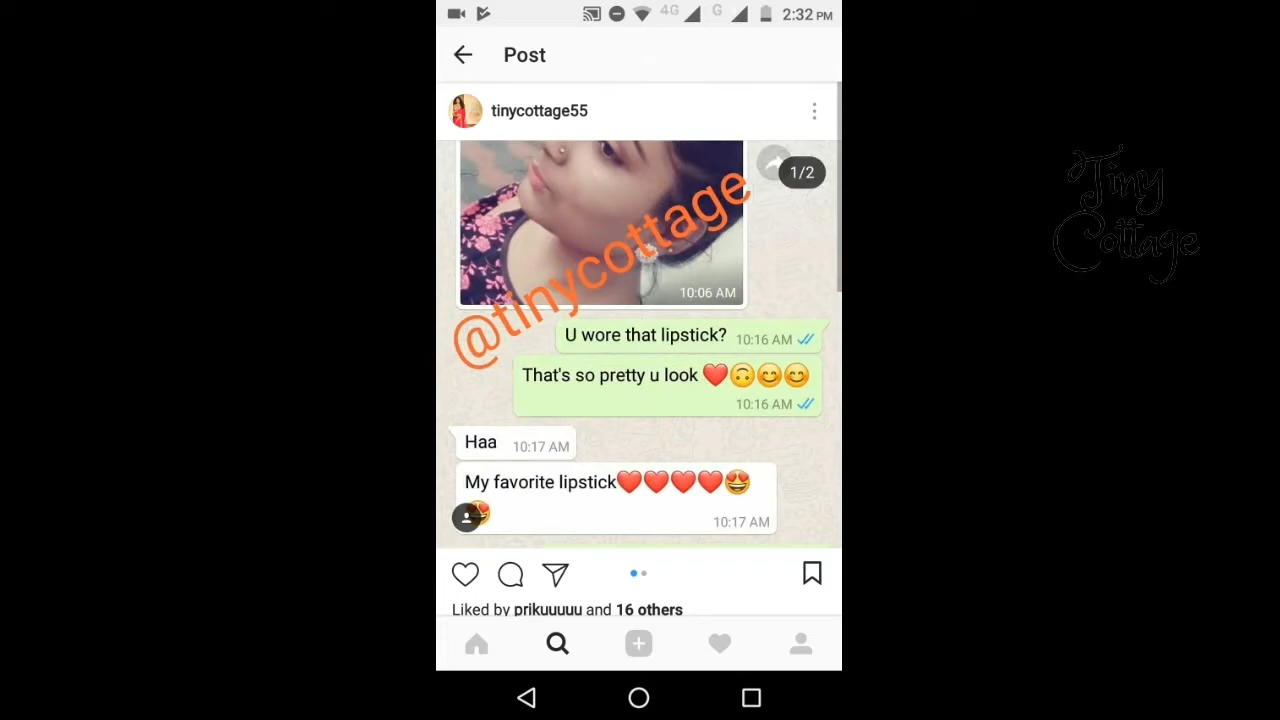 4G G 2:32 PM
Post
tinycottage55
1/2
@tinycottage
10:06 AM
U wore that lipstick? 10:16 AM
That's so pretty u look ❤️🙃😊😊
10:16 AM
Haa 10:17 AM
My favorite lipstick❤️❤️❤️❤️😍
😍
10:17 AM
Liked by prikuuuuu and 16 others
Tiny
Cottage